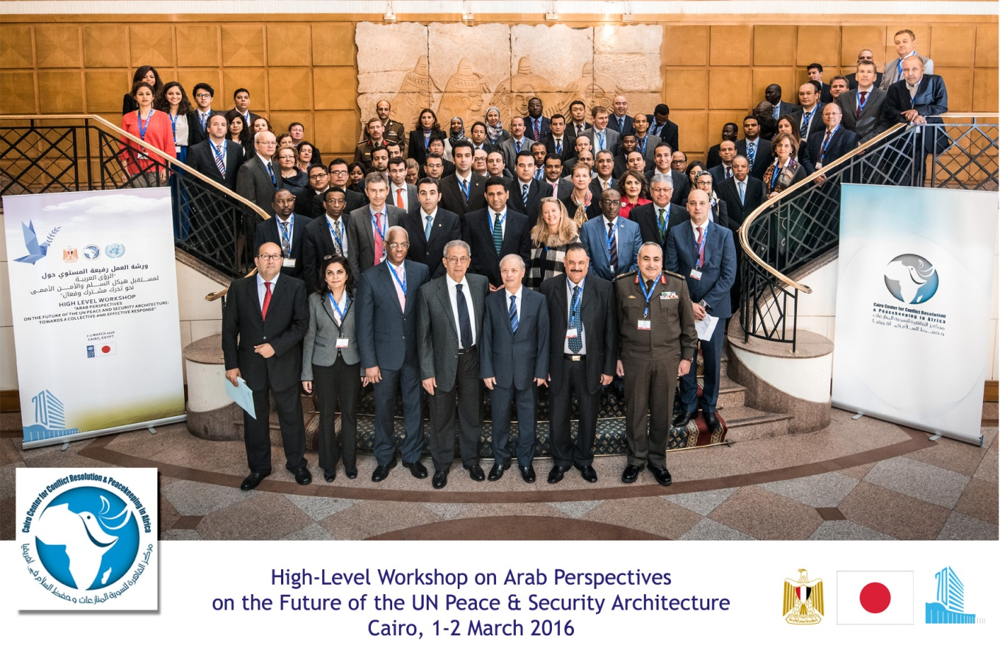 ورشة العمل رفيعة المستوي حول
"الرؤى العربية
لمستقبل هيكل السلم والأمن الأممي
نحو تحرك مشترك وفعال"
HIGH LEVEL WORKSHOP
"ARAB PERSPECTIVES
ON THE FUTURE OF THE UN PEACE AND SECURITY ARCHITECTURE:
TOWARDS A COLLECTIVE AND EFFECTIVE RESPONSE"
1-2 MARCH 2016
CAIRO, EGYPT
70
Cairo Center for Conflict Resolution
& Peacekeeping in Africa
مركز القاهرة لتسوية المنازعات
وحفظ السلام في أفريقيا
Cairo Center for Conflict Resolution & Peacekeeping in Africa
مركز القاهرة لتسوية المنازعات وحفظ السلام في أفريقيا
High-Level Workshop on Arab Perspectives
on the Future of the UN Peace & Security Architecture
Cairo, 1-2 March 2016